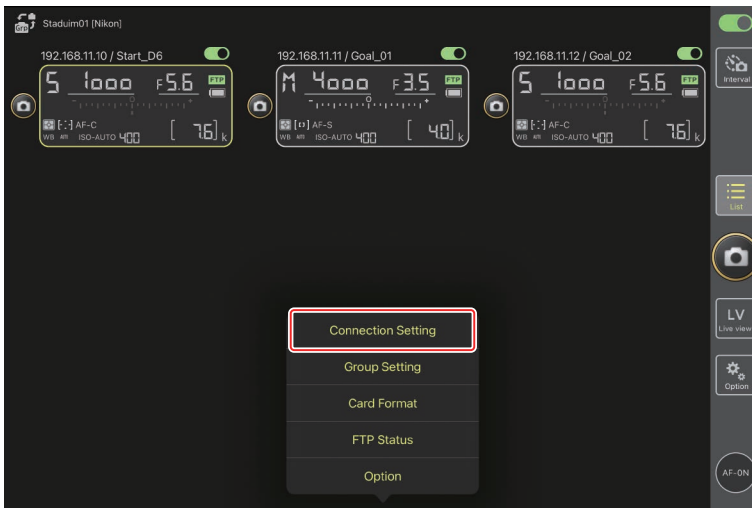 Grp
Staduim01 [Nikon]
192.168.11.10 / Start_D6
192.168.11.11 / Goal_01
192.168.11.12 / Goal_02
S 1000 F5.6 FTP
M 4000 F3.5 FTP
S 1000 F5.6 FTP
AF-C
WB ISO-AUTO 400 [ 7.6] k
AF-S
WB ISO-AUTO 400 [ 4.0] k
AF-C
WB ISO-AUTO 400 [ 7.6] k
Interval
List
LV
Live view
Option
AF-ON
Connection Setting
Group Setting
Card Format
FTP Status
Option